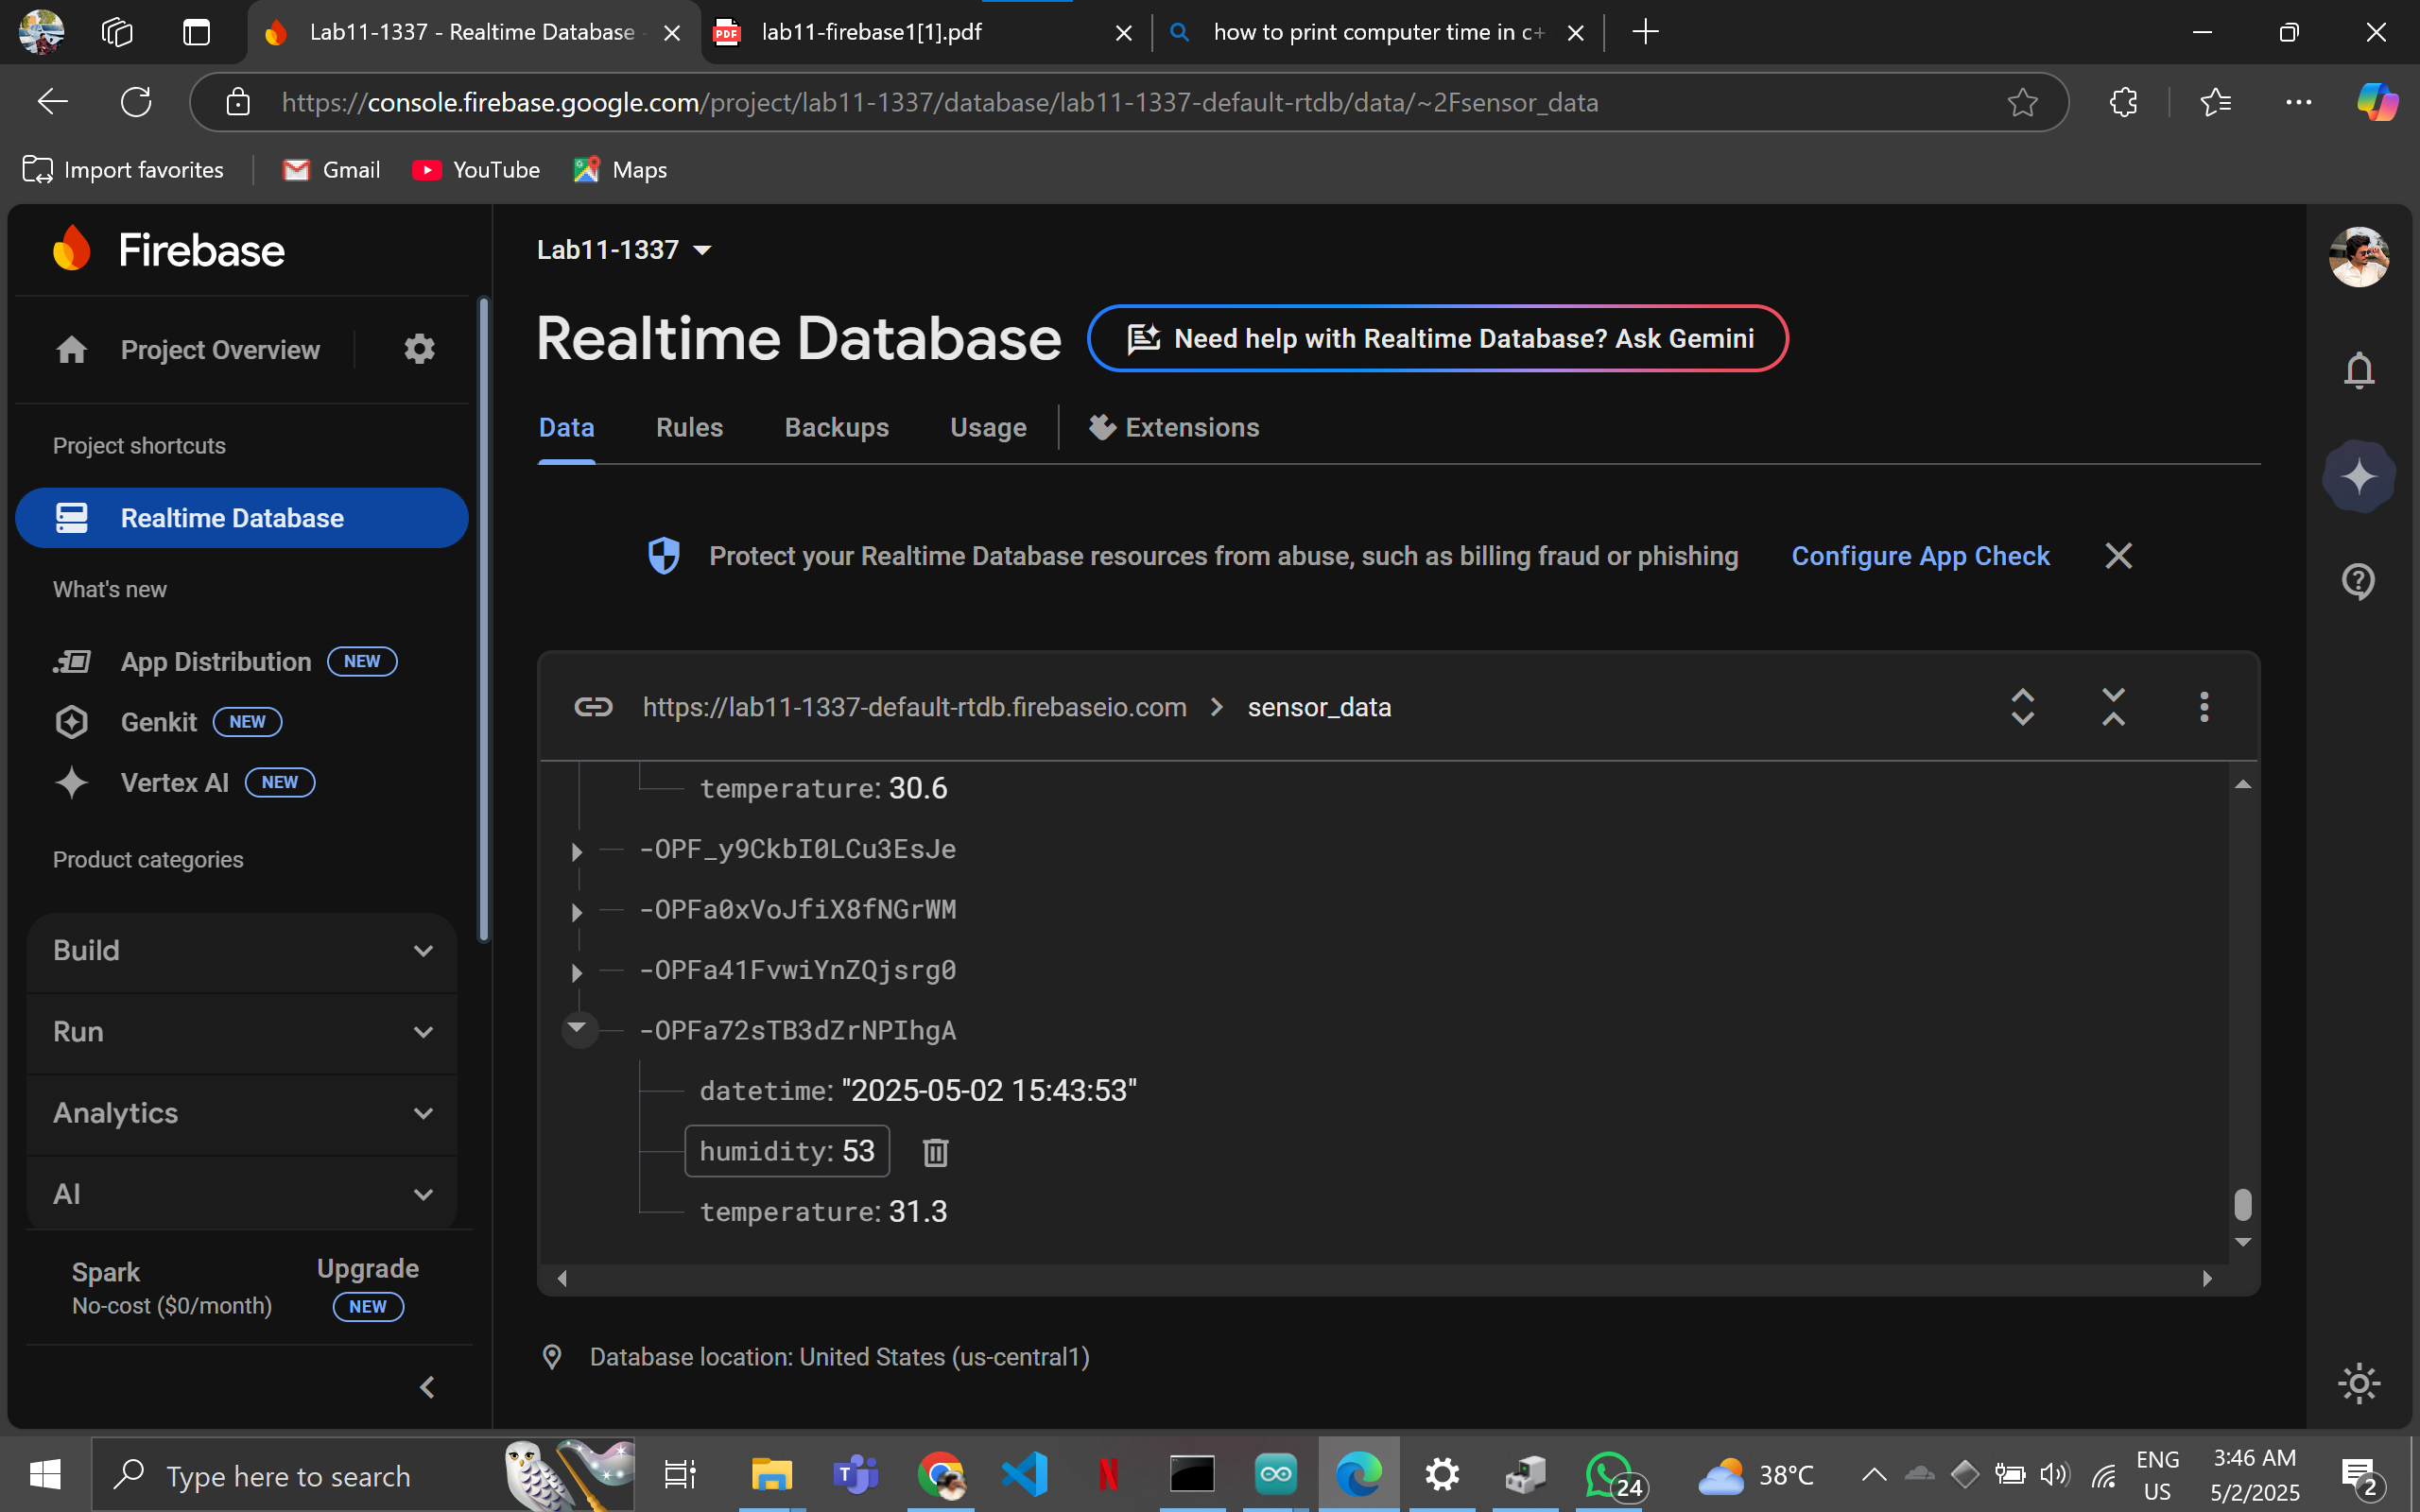 Lab11-1337 - Realtime Database -
lab11-firebase1[1].pdf
how to print computer time in c+
https://console.firebase.google.com/project/lab11-1337/database/lab11-1337-default-rtdb/data/~2Fsensor_data
Import favorites
Gmail
YouTube
Maps
Firebase
Project Overview
Project shortcuts
Realtime Database
What's new
App Distribution NEW
Genkit NEW
Vertex AI NEW
Product categories
Build
Run
Analytics
AI
Spark
No-cost ($0/month)
Upgrade
NEW
Lab11-1337
Realtime Database
Need help with Realtime Database? Ask Gemini
Data
Rules
Backups
Usage
Extensions
Protect your Realtime Database resources from abuse, such as billing fraud or phishing
Configure App Check
https://lab11-1337-default-rtdb.firebaseio.com
sensor_data
temperature: 30.6
-OPF_y9CkbI0LCu3EsJe
-OPFa0xVoJfiX8fNGrWM
-OPFa41FvwiYnZQjsrg0
-OPFa72sTB3dZrNPIhgA
datetime: "2025-05-02 15:43:53"
humidity: 53
temperature: 31.3
Database location: United States (us-central1)
Type here to search
24
38°C
ENG
US
3:46 AM
5/2/2025
2